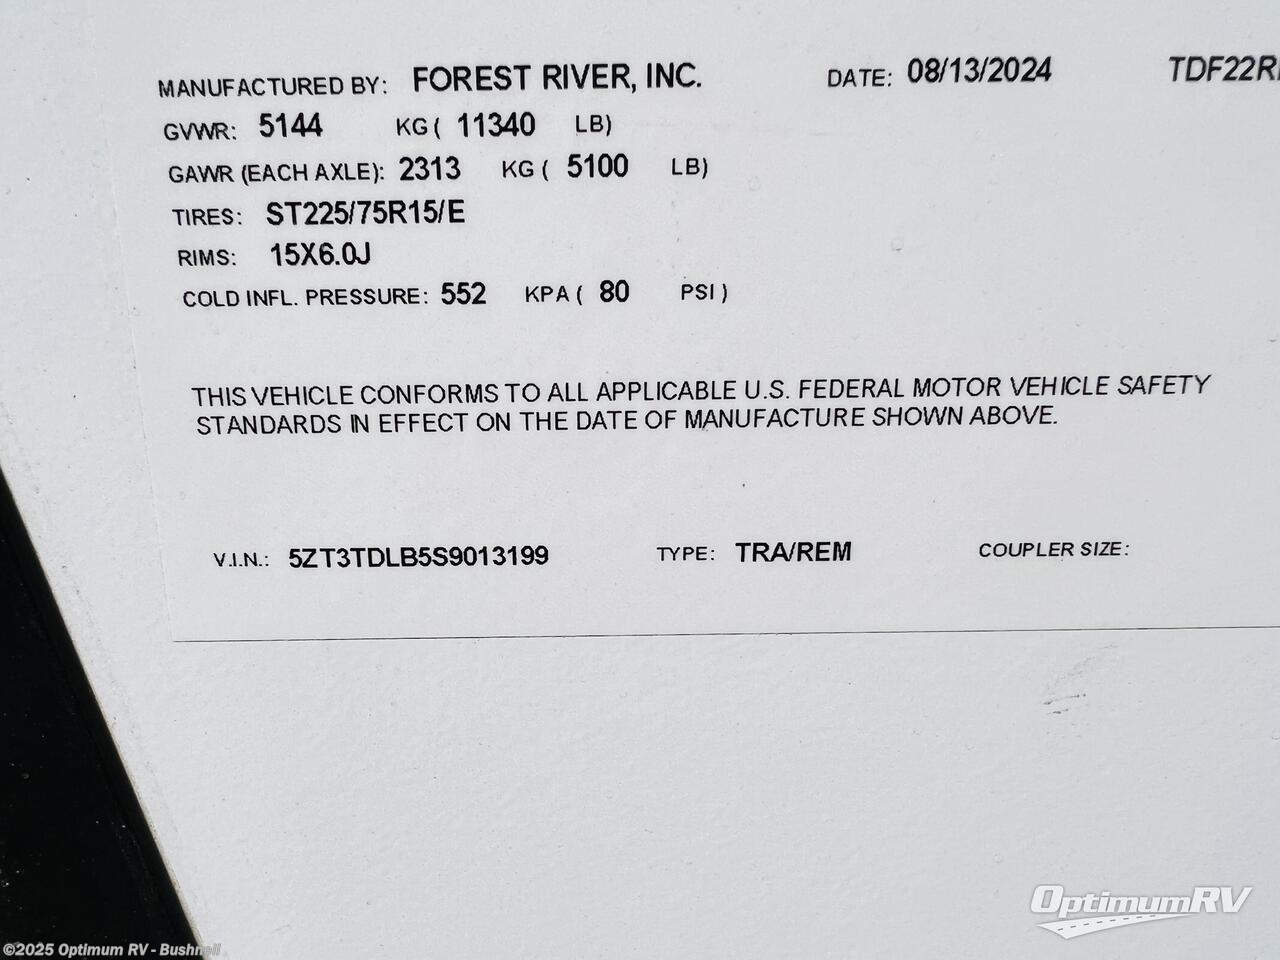 MANUFACTURED BY: FOREST RIVER, INC. DATE: 08/13/2024 TDF22R
GVWR: 5144 KG ( 11340 LB)
GAWR (EACH AXLE): 2313 KG ( 5100 LB)
TIRES: ST225/75R15/E
RIMS: 15X6.0J
COLD INFL. PRESSURE: 552 KPA ( 80 PSI )
THIS VEHICLE CONFORMS TO ALL APPLICABLE U.S. FEDERAL MOTOR VEHICLE SAFETY
STANDARDS IN EFFECT ON THE DATE OF MANUFACTURE SHOWN ABOVE.
V.I.N.: 5ZT3TDLB5S9013199 TYPE: TRA/REM COUPLER SIZE:
OptimumRV
©2025 Optimum RV - Bushnell